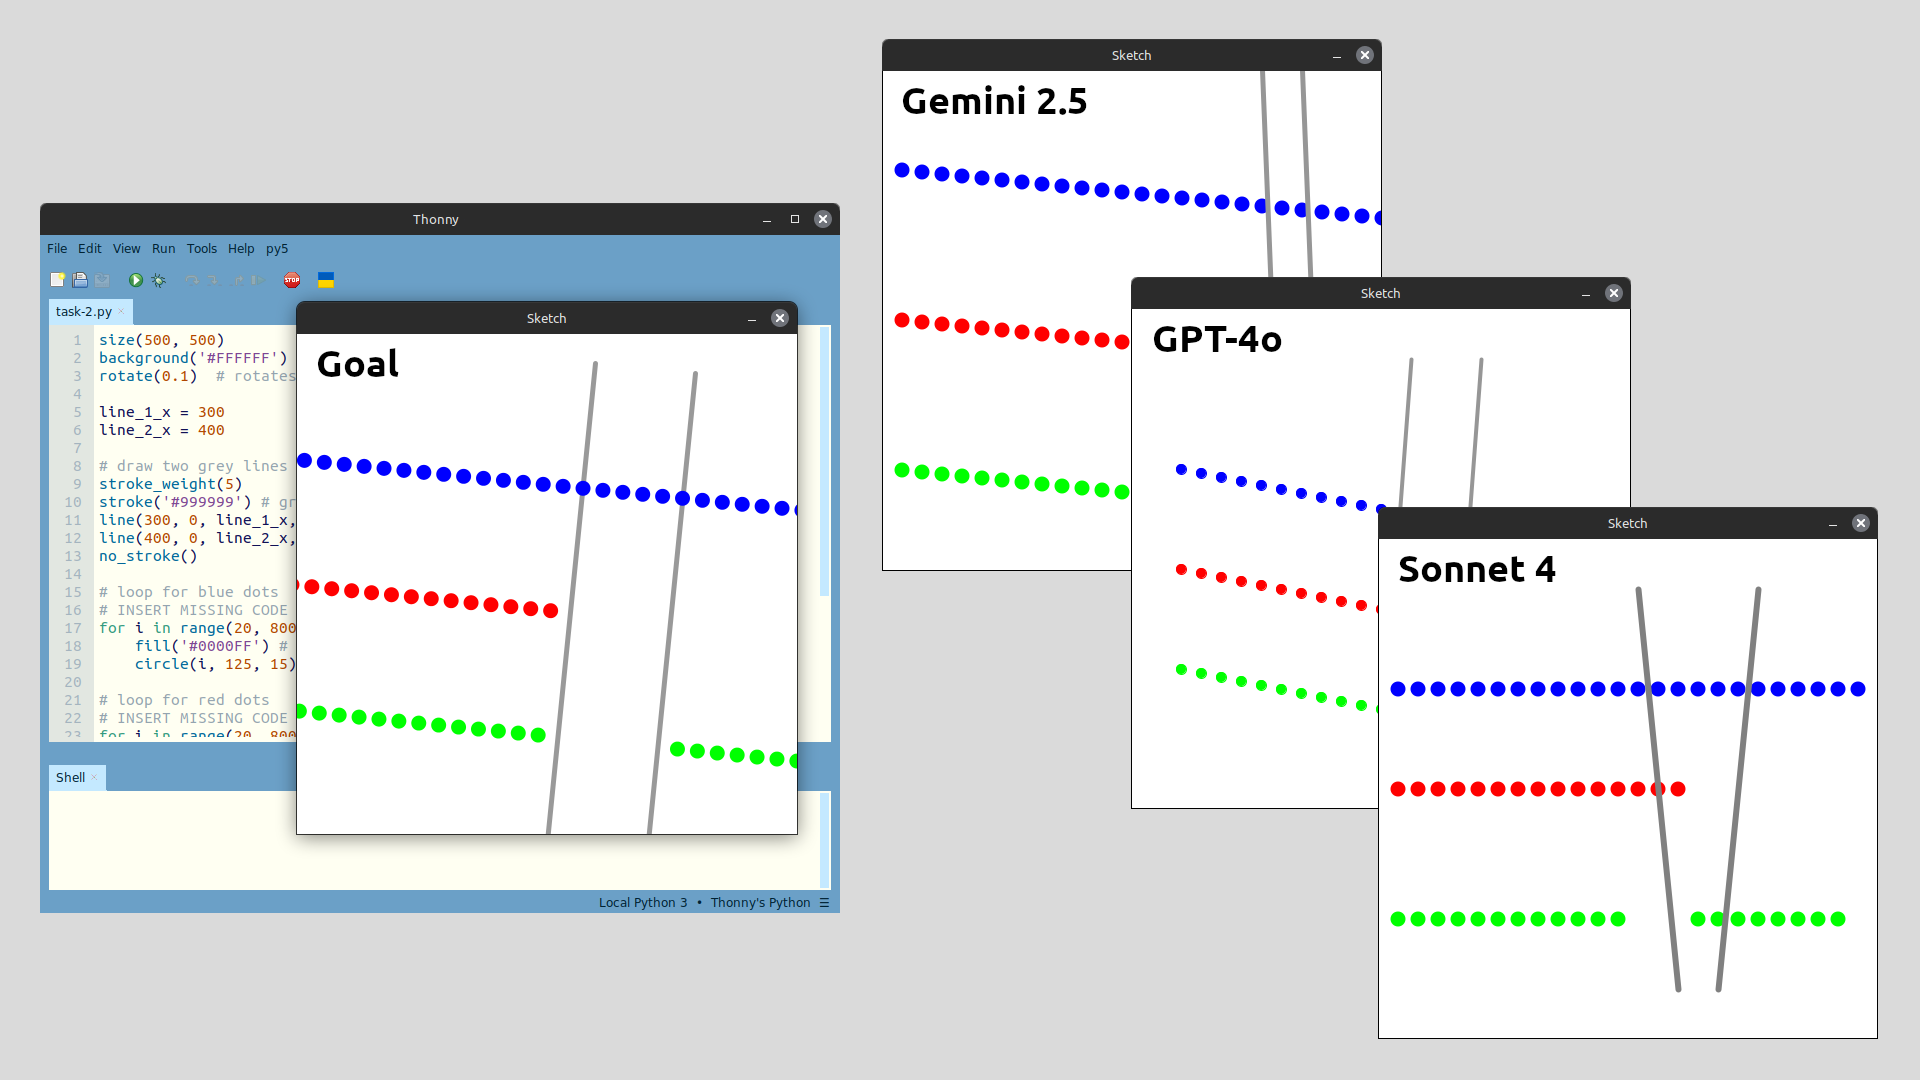 Thonny
File Edit View Run Tools Help py5
STOP
task-2.py
1 size(500, 500)
2 background('#FFFFFF')
3 rotate(0.1)  # rotates
4
5 line_1_x = 300
6 line_2_x = 400
7
8 # draw two grey lines
9 stroke_weight(5)
10 stroke('#999999') # gr
11 line(300, 0, line_1_x,
12 line(400, 0, line_2_x,
13 no_stroke()
14
15 # loop for blue dots
16 # INSERT MISSING CODE
17 for i in range(20, 800
18     fill('#0000FF') #
19     circle(i, 125, 15)
20
21 # loop for red dots
22 # INSERT MISSING CODE
23 for i in range(20, 800
Shell
Local Python 3 • Thonny's Python
Sketch
Goal
Sketch
Gemini 2.5
Sketch
GPT-4o
Sketch
Sonnet 4